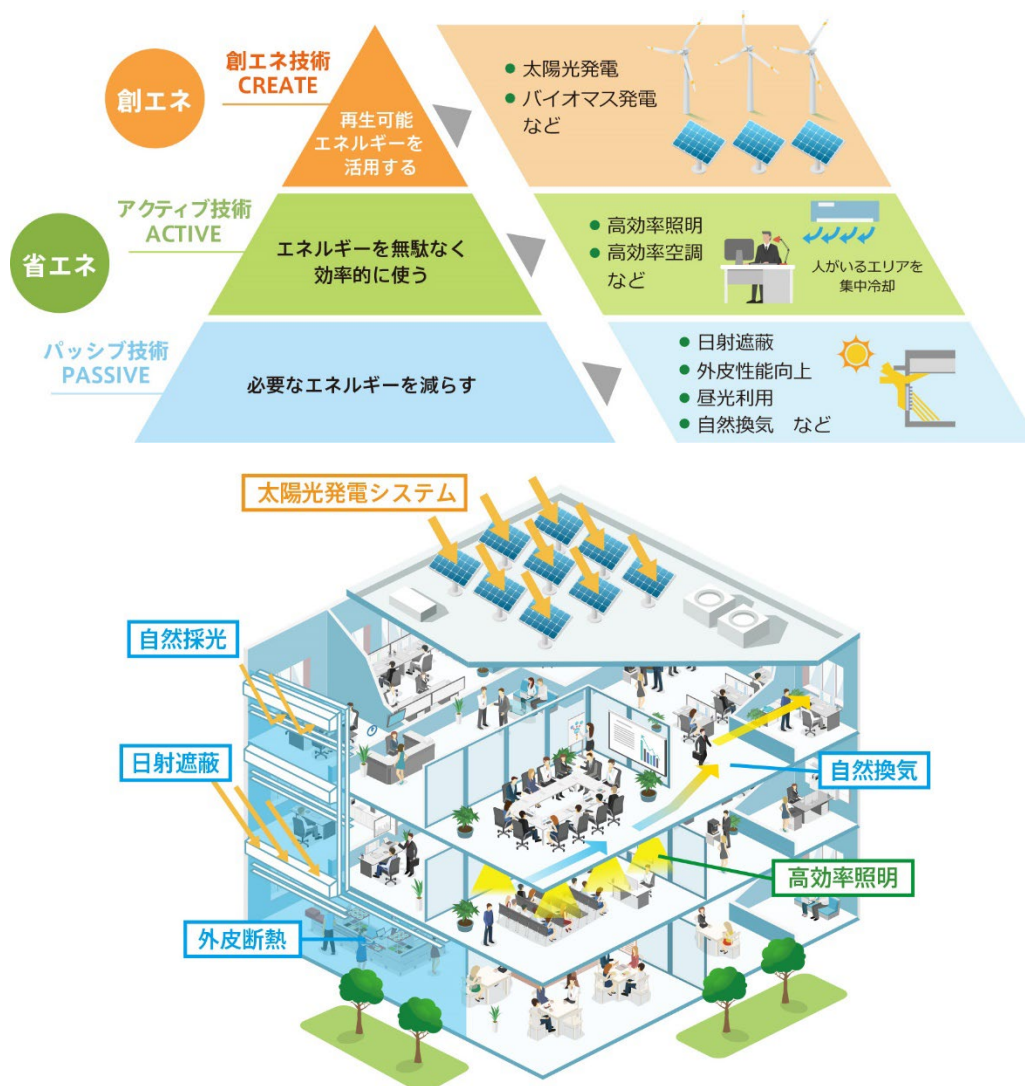 創エネ
創エネ技術
CREATE
再生可能
エネルギーを
活用する
● 太陽光発電
● バイオマス発電
など
省エネ
アクティブ技術
ACTIVE
エネルギーを無駄なく
効率的に使う
● 高効率照明
● 高効率空調
など
人がいるエリアを
集中冷却
パッシブ技術
PASSIVE
必要なエネルギーを減らす
● 日射遮蔽
● 外皮性能向上
● 昼光利用
● 自然換気 など
太陽光発電システム
自然採光
日射遮蔽
自然換気
高効率照明
外皮断熱